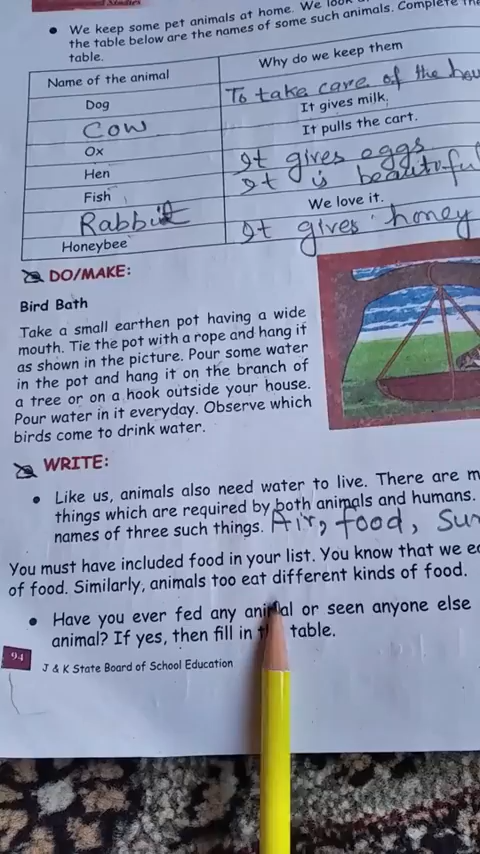 We keep some pet animals at home. We look
the table below are the names of some such animals. Complete the
table.
Name of the animal
Why do we keep them
Dog
To take care of the hou
Cow
It gives milk.
Ox
It pulls the cart.
Hen
It gives eggs
Fish
It is beautiful
Rabbit
We love it.
Honeybee
It gives honey
DO/MAKE:
Bird Bath
Take a small earthen pot having a wide
mouth. Tie the pot with a rope and hang if
as shown in the picture. Pour some water
in the pot and hang it on the branch of
a tree or on a hook outside your house.
Pour water in it everyday. Observe which
birds come to drink water.
WRITE:
Like us, animals also need water to live. There are m
things which are required by both animals and humans.
names of three such things. Air, food, Sun
You must have included food in your list. You know that we e
of food. Similarly, animals too eat different kinds of food.
Have you ever fed any animal or seen anyone else
animal? If yes, then fill in table.
94
J & K State Board of School Education